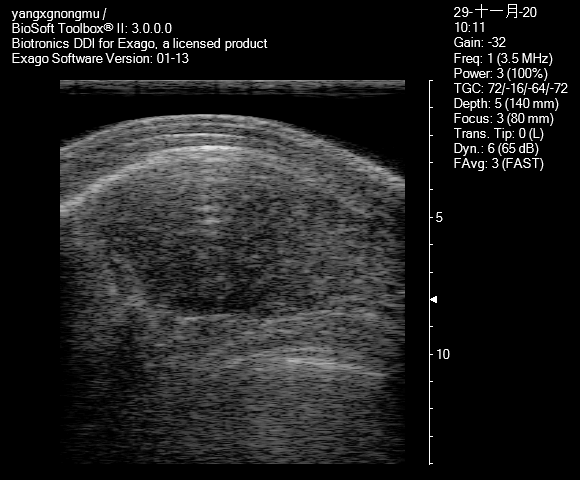 yangxgnongmu /
BioSoft Toolbox® II: 3.0.0.0
Biotronics DDI for Exago, a licensed product
Exago Software Version: 01-13
29-十一月-20
10:11
Gain: -32
Freq: 1 (3.5 MHz)
Power: 3 (100%)
TGC: 72/-16/-64/-72
Depth: 5 (140 mm)
Focus: 3 (80 mm)
Trans. Tip: 0 (L)
Dyn.: 6 (65 dB)
FAvg: 3 (FAST)
5
10